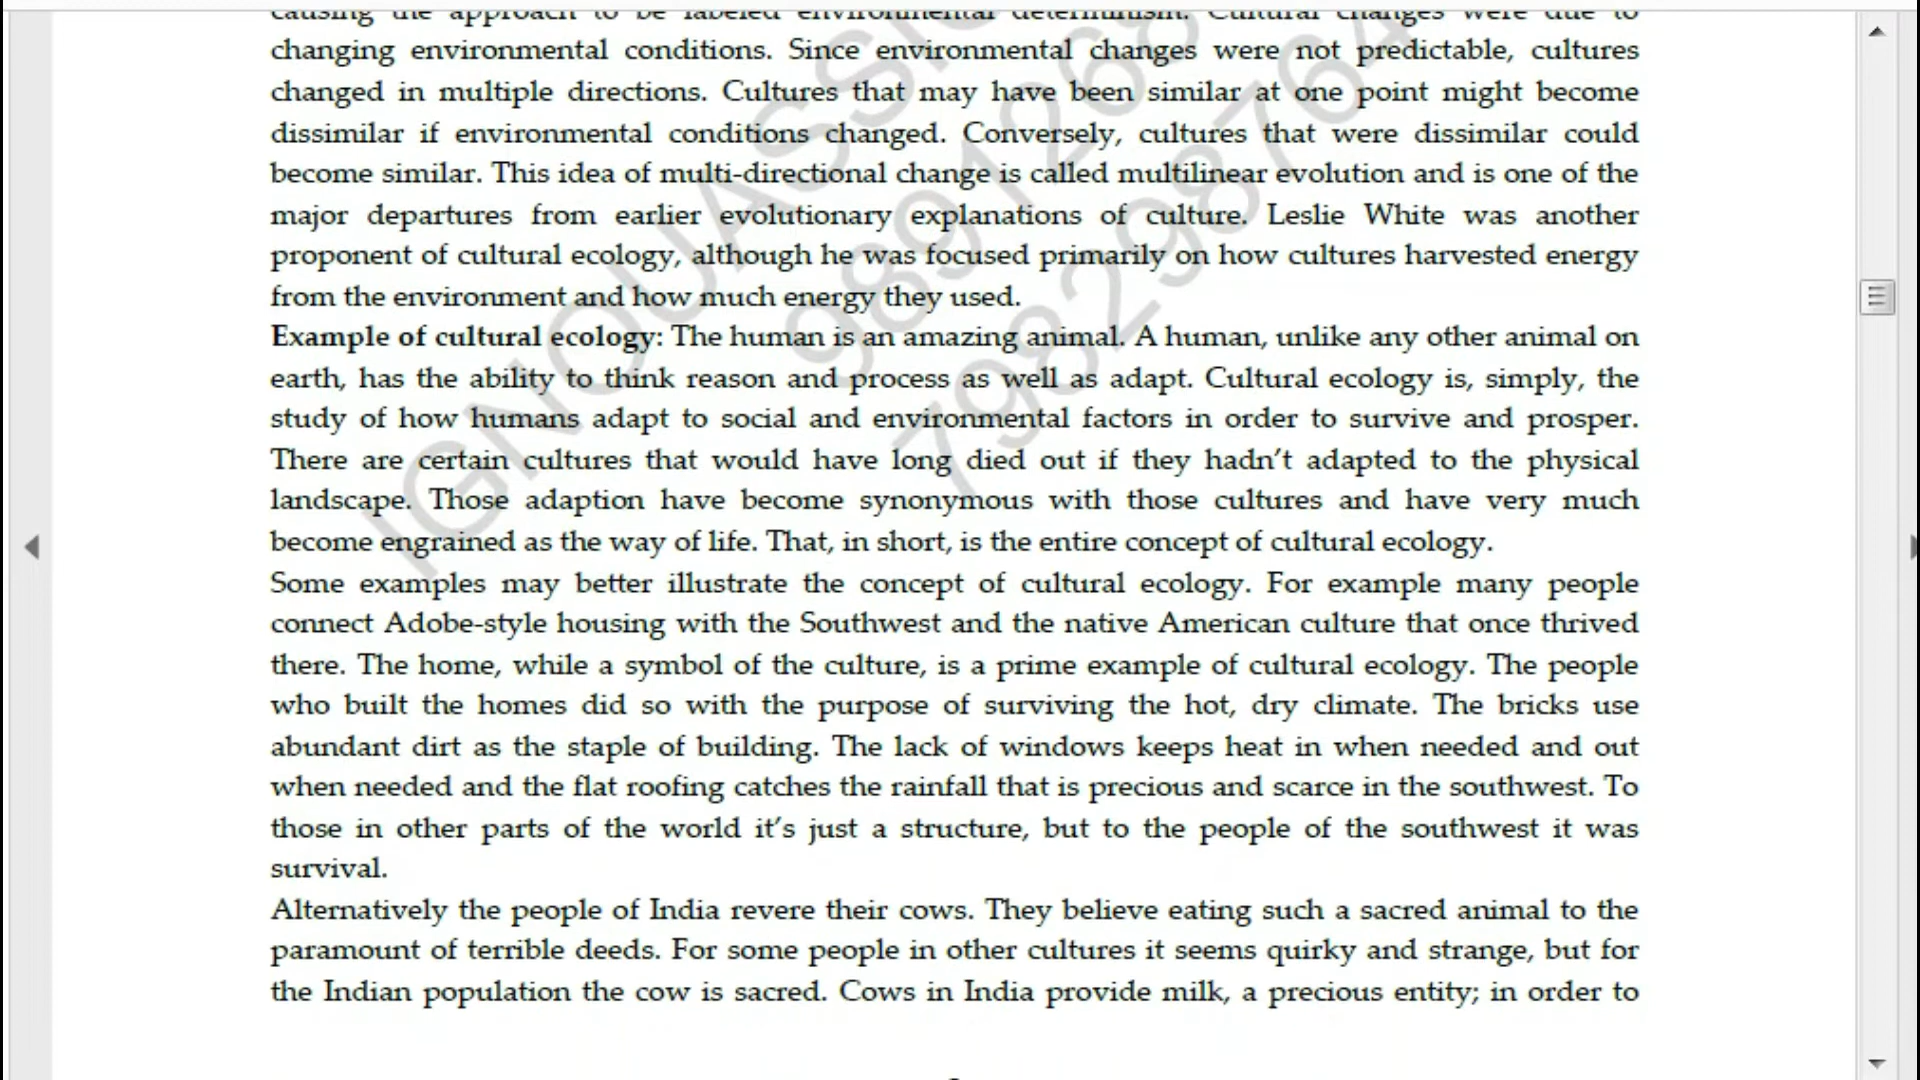 causing the approach to be labeled environmental determinism. Cultural changes were due to
changing environmental conditions. Since environmental changes were not predictable, cultures
changed in multiple directions. Cultures that may have been similar at one point might become
dissimilar if environmental conditions changed. Conversely, cultures that were dissimilar could
become similar. This idea of multi-directional change is called multilinear evolution and is one of the
major departures from earlier evolutionary explanations of culture. Leslie White was another
proponent of cultural ecology, although he was focused primarily on how cultures harvested energy
from the environment and how much energy they used.
Example of cultural ecology: The human is an amazing animal. A human, unlike any other animal on
earth, has the ability to think reason and process as well as adapt. Cultural ecology is, simply, the
study of how humans adapt to social and environmental factors in order to survive and prosper.
There are certain cultures that would have long died out if they hadn't adapted to the physical
landscape. Those adaption have become synonymous with those cultures and have very much
become engrained as the way of life. That, in short, is the entire concept of cultural ecology.
Some examples may better illustrate the concept of cultural ecology. For example many people
connect Adobe-style housing with the Southwest and the native American culture that once thrived
there. The home, while a symbol of the culture, is a prime example of cultural ecology. The people
who built the homes did so with the purpose of surviving the hot, dry climate. The bricks use
abundant dirt as the staple of building. The lack of windows keeps heat in when needed and out
when needed and the flat roofing catches the rainfall that is precious and scarce in the southwest. To
those in other parts of the world it's just a structure, but to the people of the southwest it was
survival.
Alternatively the people of India revere their cows. They believe eating such a sacred animal to the
paramount of terrible deeds. For some people in other cultures it seems quirky and strange, but for
the Indian population the cow is sacred. Cows in India provide milk, a precious entity; in order to